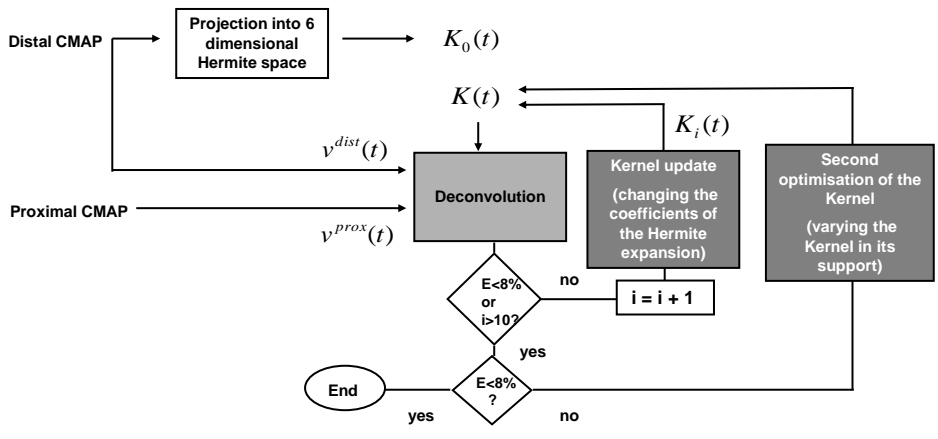 Projection into 6
dimensional
Hermite space
Distal CMAP
K₀(t)
K(t)
Kᵢ(t)
v^{dist}(t)
Kernel update
(changing the
coefficients of
the Hermite
expansion)
Second
optimisation of the
Kernel
(varying the
Kernel in its
support)
Deconvolution
Proximal CMAP
v^{prox}(t)
E<8%
or
i>10?
no
i = i + 1
yes
End
E<8%
?
yes
no